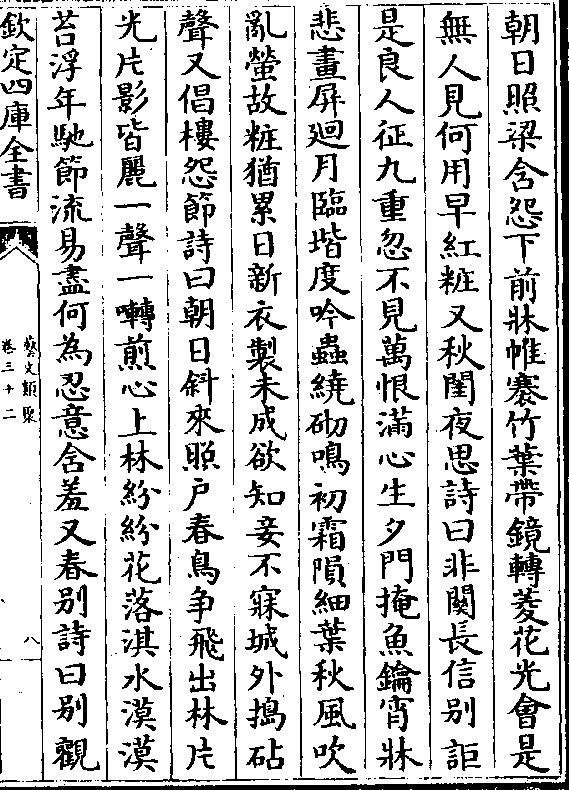 朝日照梁含怨下前牀帷褰竹葉帶鏡轉菱花光會是
無人見何用早紅粧又秋閨夜思詩曰非關長信别詎
是良人征九重忽不見萬恨滿心生夕門掩魚鑰宵牀
悲畫屏廻月臨堦度吟蟲繞砌鳴初霜隕細葉秋風吹
亂螢故粧猶累日新衣製未成欲知妾不寐城外擣砧
聲又倡樓怨節詩曰朝日斜來照户春鳥争飛出林片
光片影皆麗一聲一囀煎心上林紛紛花落淇水漠漠
苔浮年馳節流易盡何為忍意含羞又春别詩曰别觀
欽定四庫全書
藝文類聚
卷三十二
八